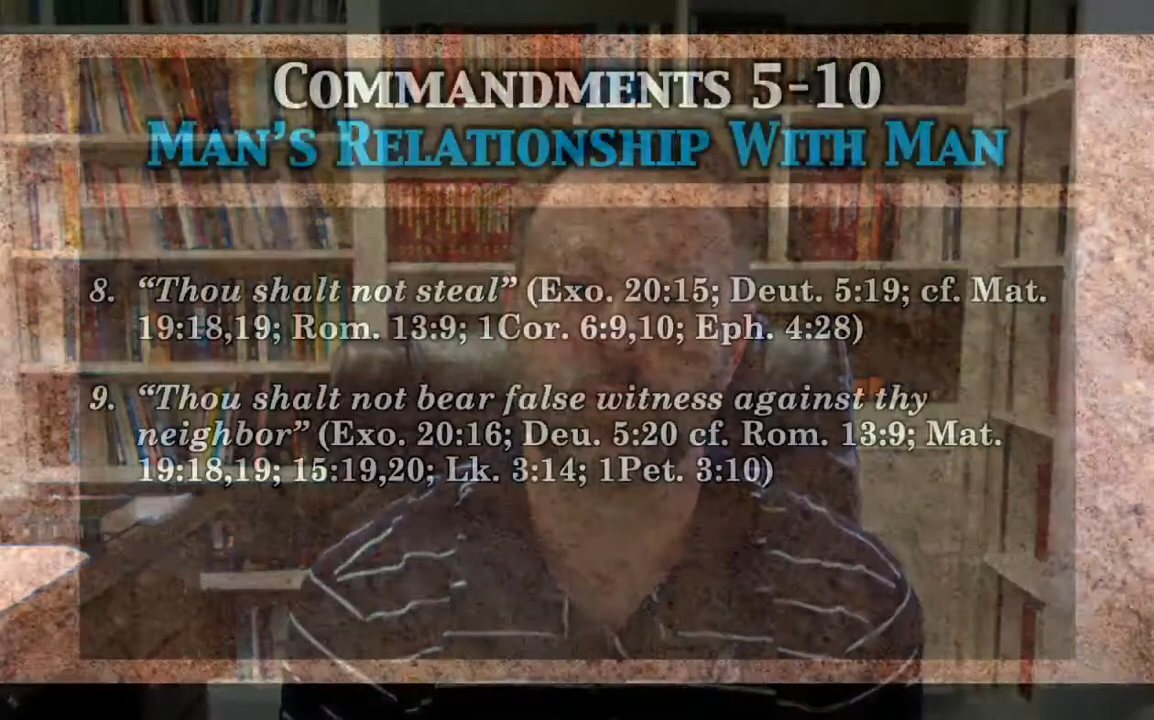 COMMANDMENTS 5-10
MAN'S RELATIONSHIP WITH MAN
8. “Thou shalt not steal” (Exo. 20:15; Deut. 5:19; cf. Mat.
19:18,19; Rom. 13:9; 1Cor. 6:9,10; Eph. 4:28)
9. “Thou shalt not bear false witness against thy
neighbor” (Exo. 20:16; Deu. 5:20 cf. Rom. 13:9; Mat.
19:18,19; 15:19,20; Lk. 3:14; 1Pet. 3:10)